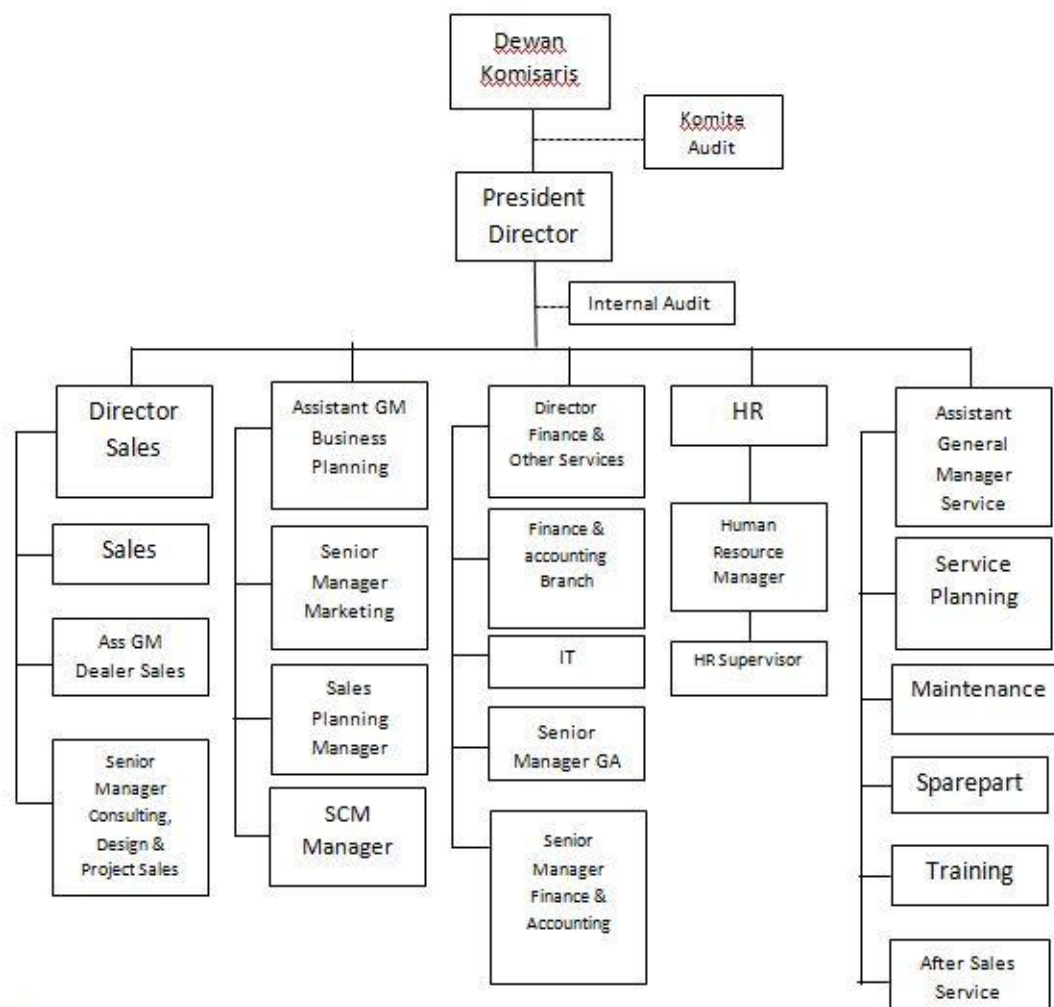 Dewan
Komisaris
Komite
Audit
President
Director
Internal Audit
Director
Sales
Sales
Ass GM
Dealer Sales
Senior
Manager
Consulting,
Design &
Project Sales
Assistant GM
Business
Planning
Senior
Manager
Marketing
Sales
Planning
Manager
SCM
Manager
Director
Finance &
Other Services
Finance &
accounting
Branch
IT
Senior
Manager GA
Senior
Manager
Finance &
Accounting
HR
Human
Resource
Manager
HR Supervisor
Assistant
General
Manager
Service
Service
Planning
Maintenance
Sparepart
Training
After Sales
Service